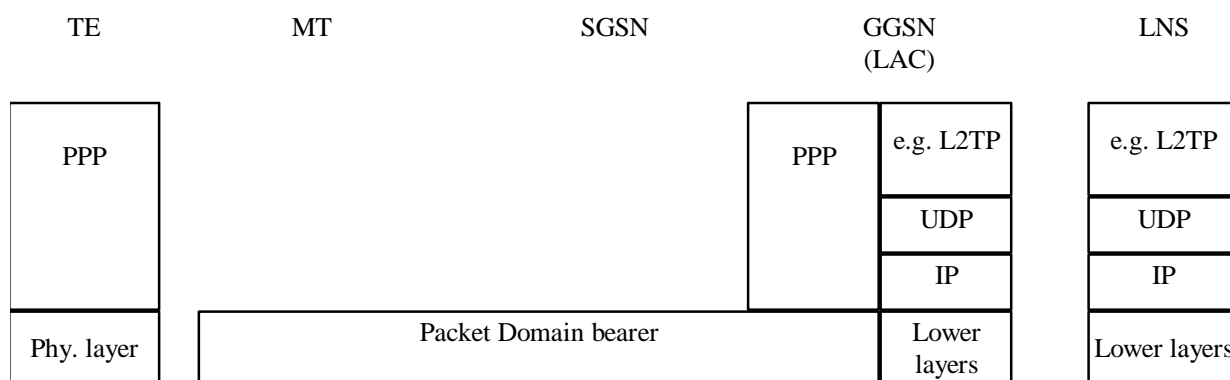 TE MT SGSN GGSN LNS
(LAC)
PPP PPP e.g. L2TP e.g. L2TP
UDP UDP
IP IP
Phy. layer Packet Domain bearer Lower Lower layers
layers